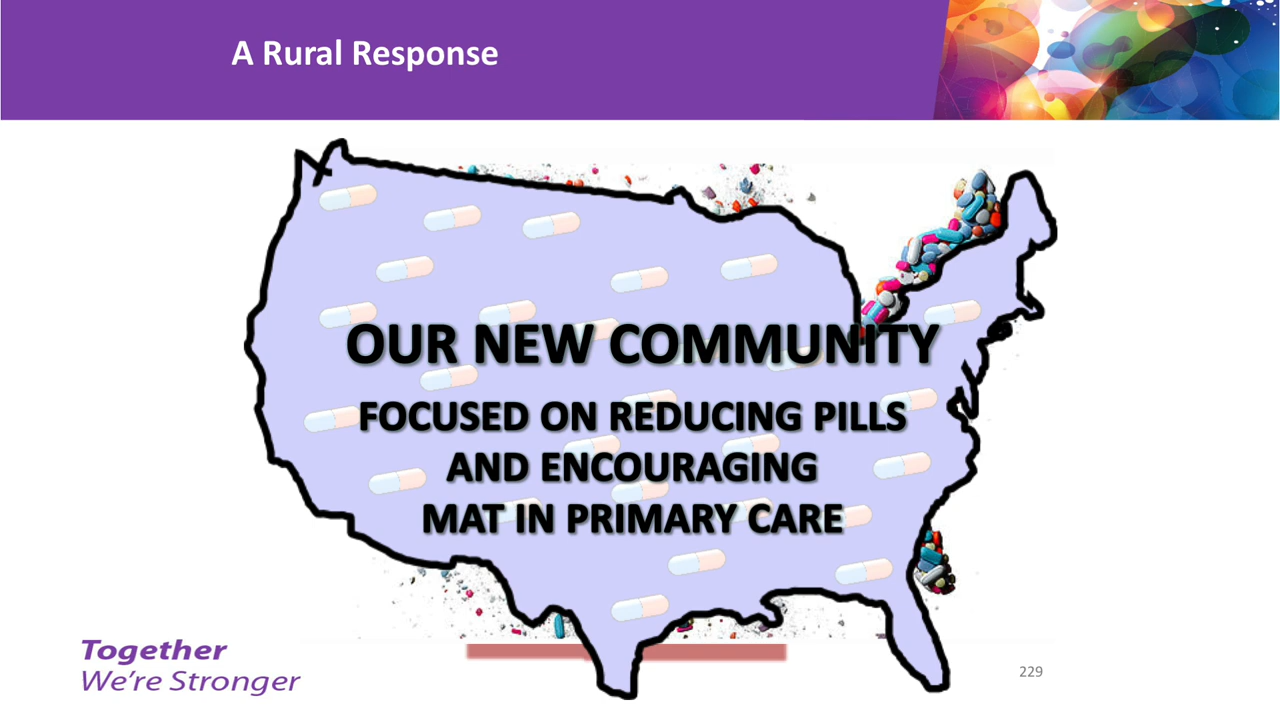 A Rural Response
OUR NEW COMMUNITY
FOCUSED ON REDUCING PILLS
AND ENCOURAGING
MAT IN PRIMARY CARE
Together
We're Stronger
229